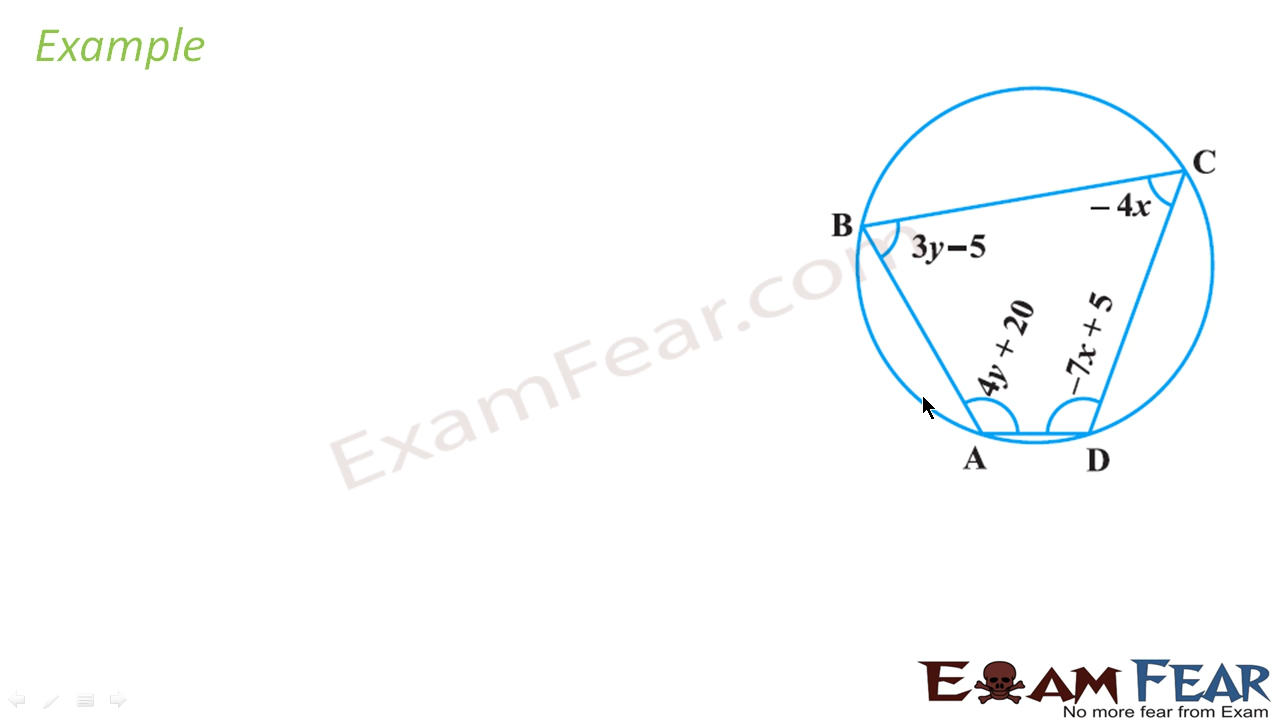 Example
C
– 4x
B
3y–5
4y + 20
–7x + 5
A
D
ExamFear.com
EXAM FEAR
No more fear from Exam